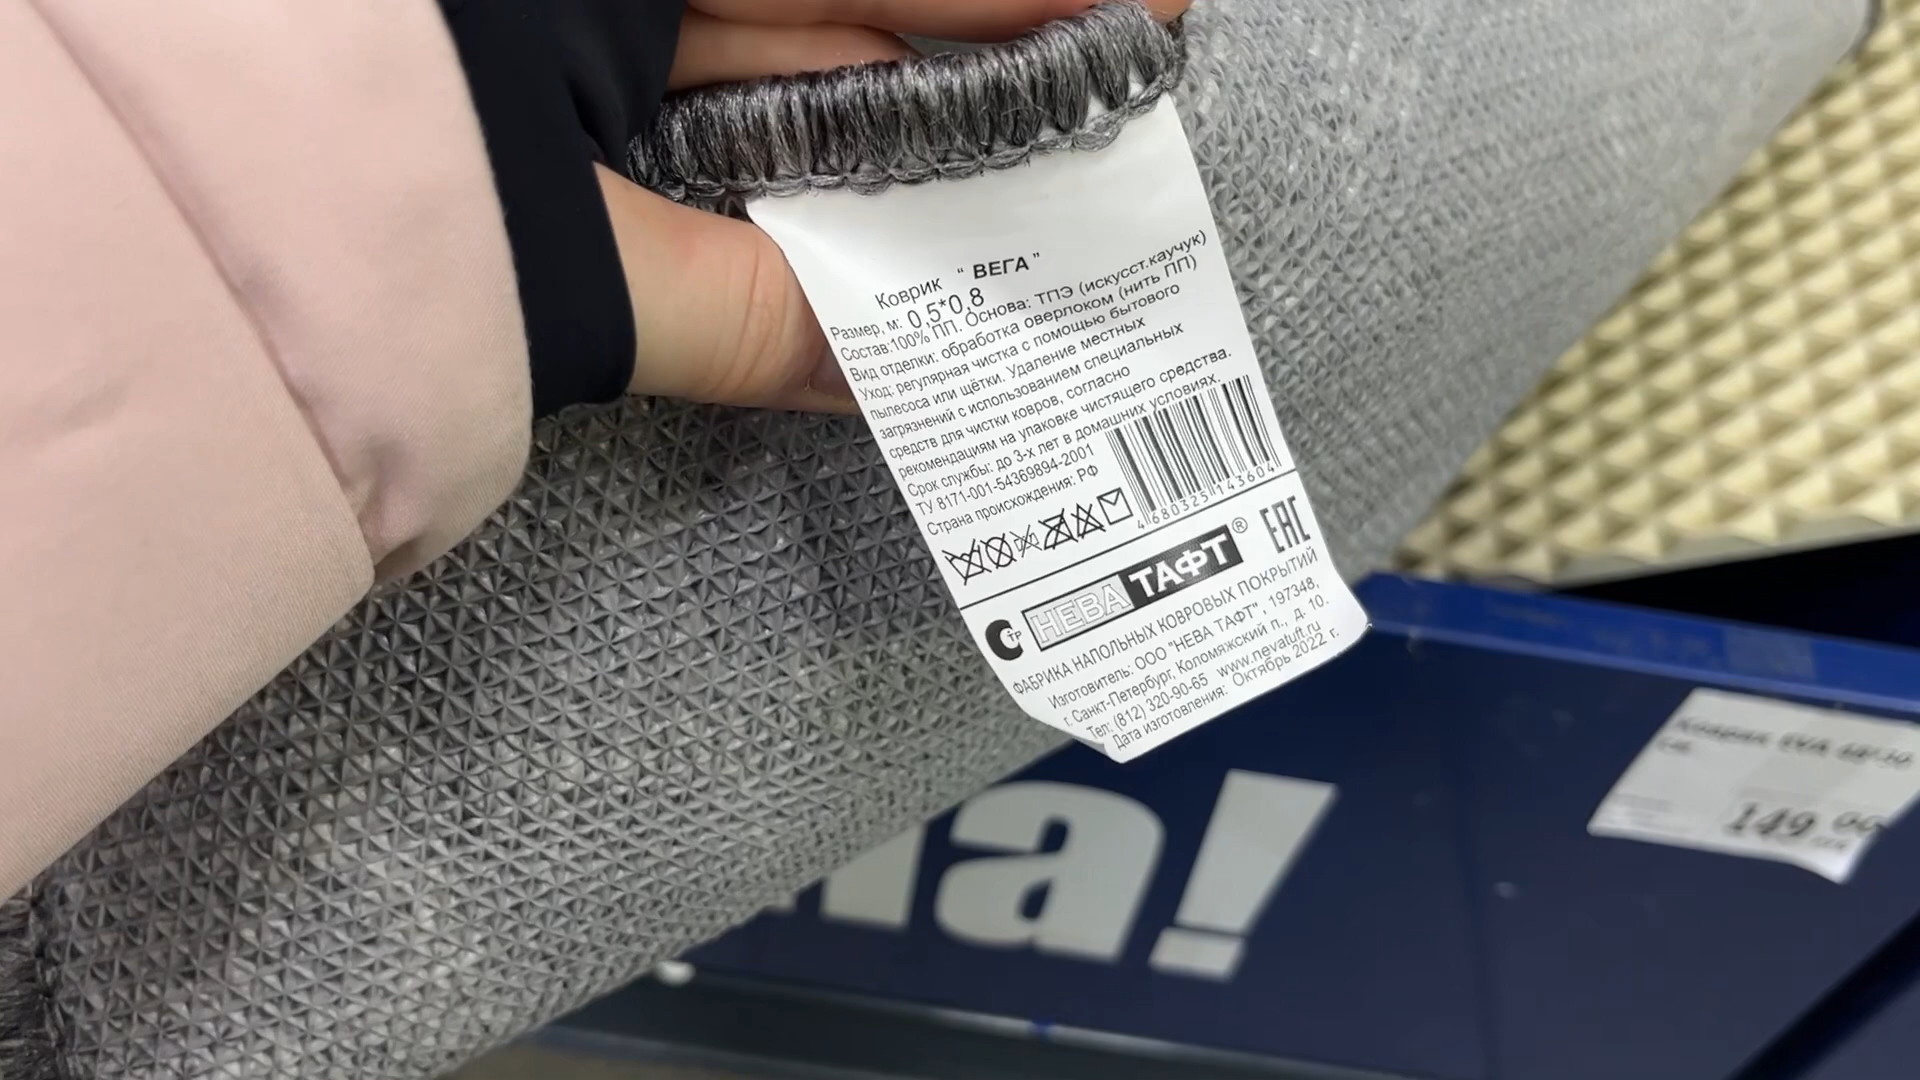 Коврик " ВЕГА "
Размер, м: 0,5*0,8
Состав:100% ПП. Основа: ТПЭ (искусст.каучук)
Вид отделки: обработка оверлоком (нить ПП)
Уход: регулярная чистка с помощью бытового
пылесоса или щётки. Удаление местных
загрязнений с использованием специальных
средств для чистки ковров, согласно
рекомендациям на упаковке чистящего средства.
Срок службы: до 3-х лет в домашних условиях.
ТУ 8171-001-54369894-2001
Страна происхождения: РФ
4680325143604
НЕВА ТАФТ ®
EAC
ФАБРИКА НАПОЛЬНЫХ КОВРОВЫХ ПОКРЫТИЙ
Изготовитель: ООО "НЕВА ТАФТ" , 197348,
г. Санкт-Петербург, Коломяжский п., д. 10.
Тел: (812) 320-90-65 www.nevatuft.ru
Дата изготовления: Октябрь 2022 г.
а!
Коврик EVA 68*
149